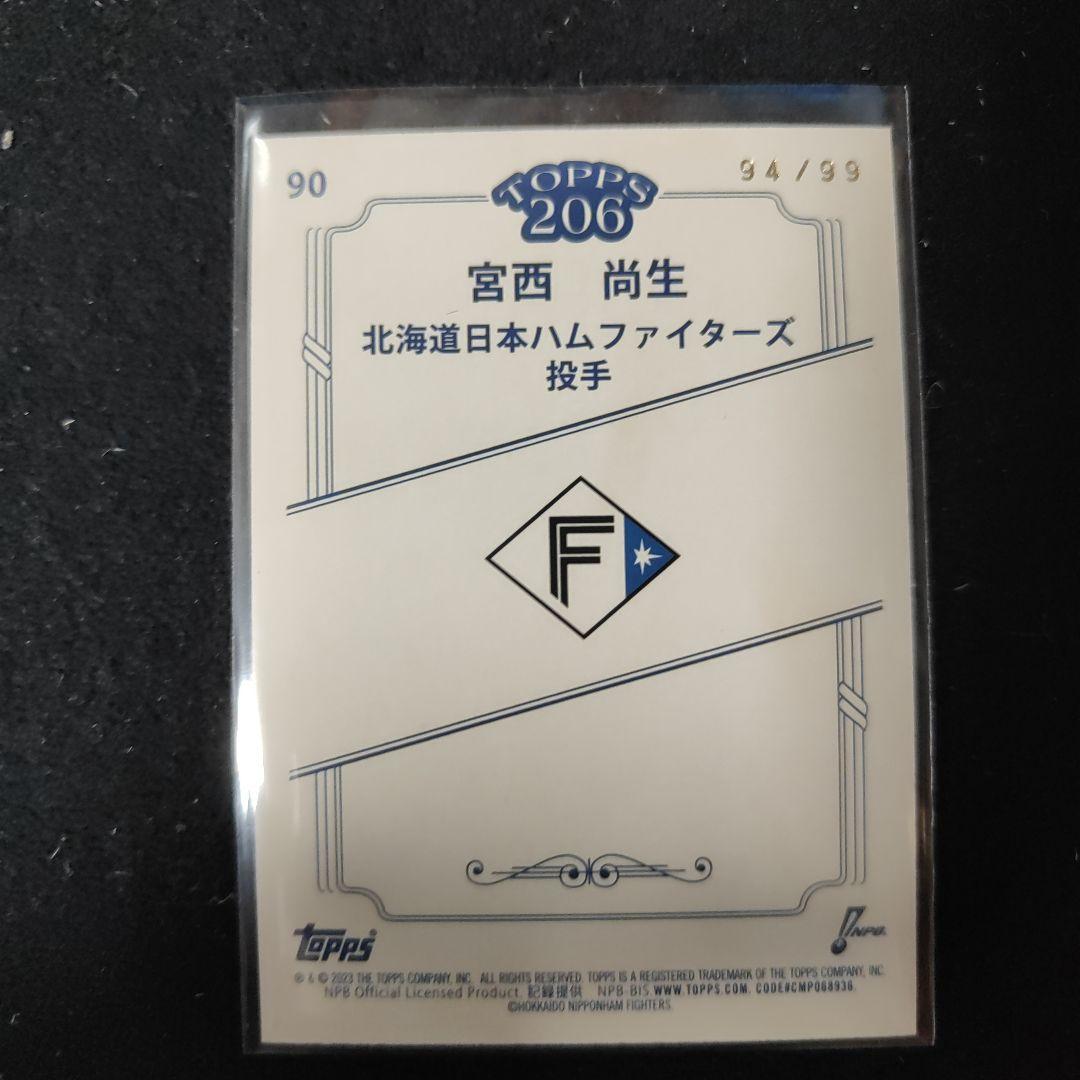 90
94/99
TOPPS
206
宮西 尚生
北海道日本ハムファイターズ
投手
F
topps
NPB.
® & © 2023 THE TOPPS COMPANY, INC. ALL RIGHTS RESERVED. TOPPS IS A REGISTERED TRADEMARK OF THE TOPPS COMPANY, INC.
NPB Official Licensed Product. 記録提供 NPB-BIS WWW.TOPPS.COM. CODE#CMP068936.
©HOKKAIDO NIPPONHAM FIGHTERS.